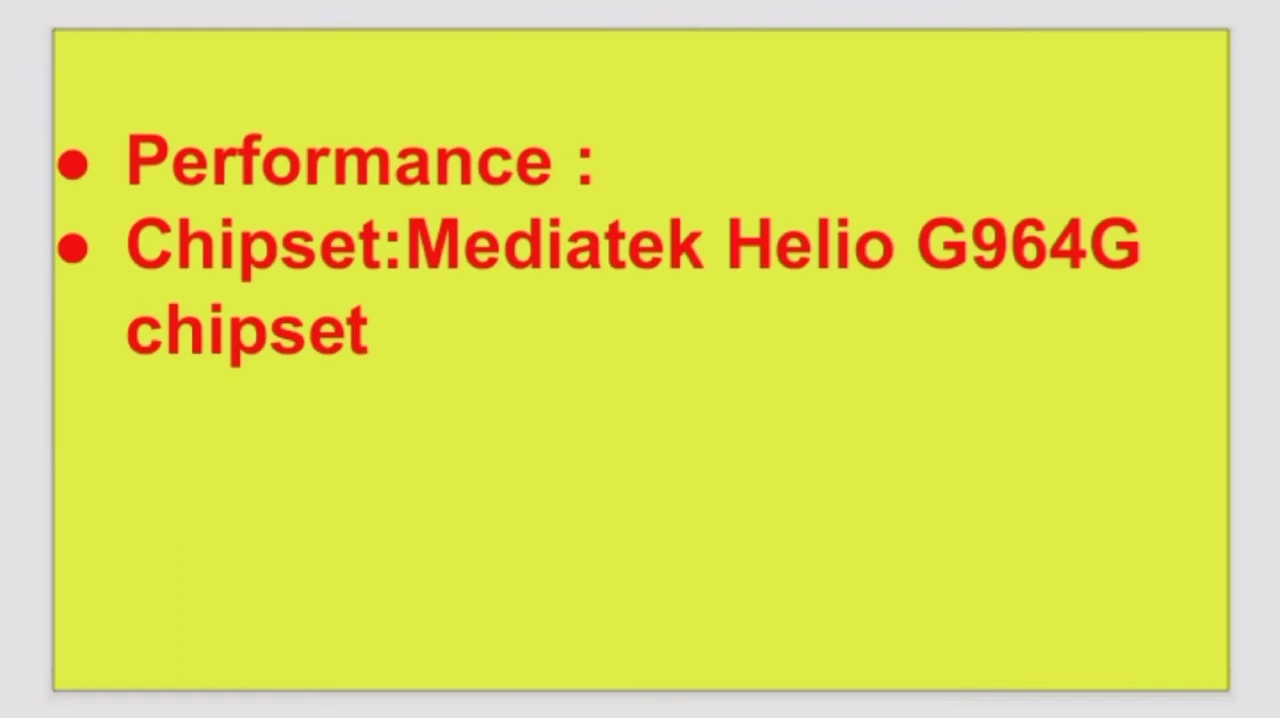 ● Performance :
● Chipset:Mediatek Helio G964G
chipset